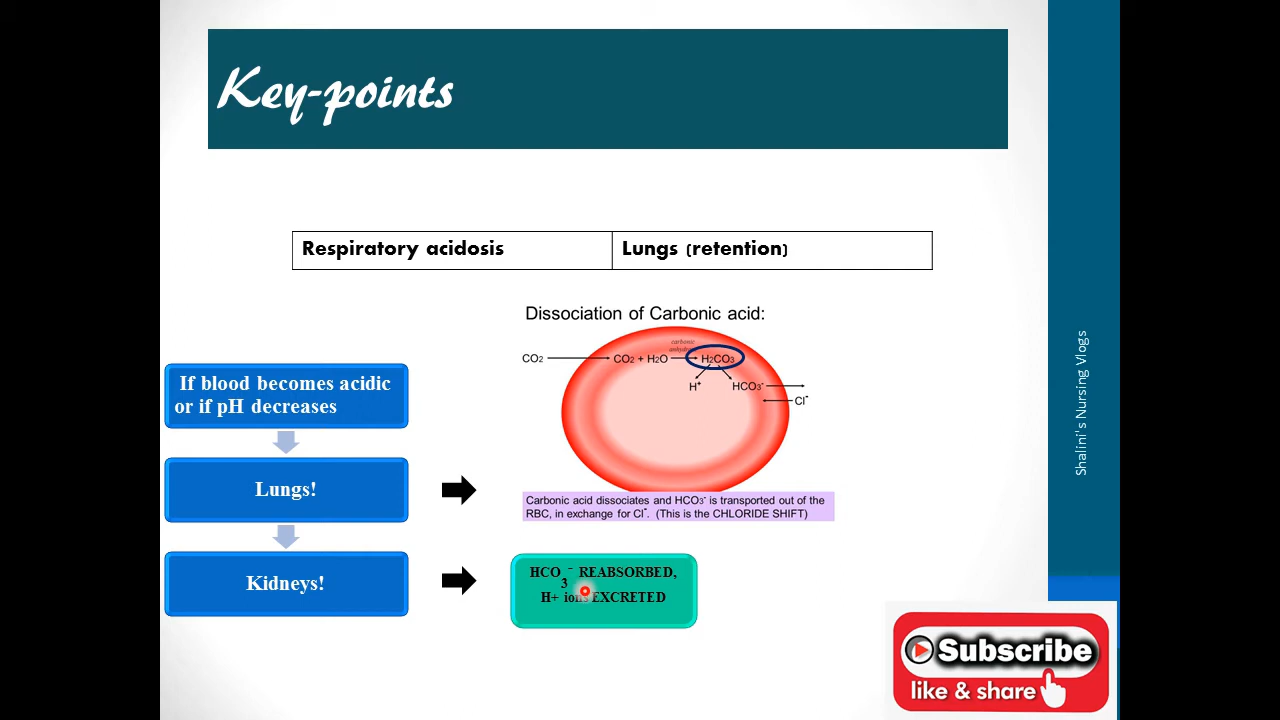 Key-points
Respiratory acidosis
Lungs (retention)
Dissociation of Carbonic acid:
carbonic
CO₂
CO₂ + H₂O
H₂CO₃
H⁺
HCO₃⁻
Cl⁻
Carbonic acid dissociates and HCO₃⁻ is transported out of the
RBC, in exchange for Cl⁻. (This is the CHLORIDE SHIFT)
If blood becomes acidic
or if pH decreases
Lungs!
Kidneys!
HCO₃⁻ REABSORBED,
H+ ions EXCRETED
Shalini's Nursing Vlogs
Subscribe
like & share